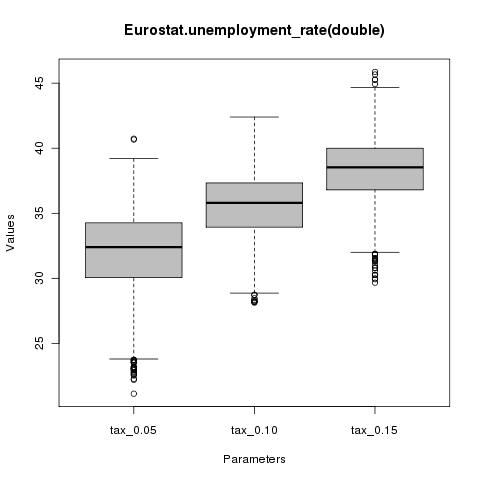 Eurostat.unemployment_rate(double)
Values
45
40
35
30
25
tax_0.05 tax_0.10 tax_0.15
Parameters